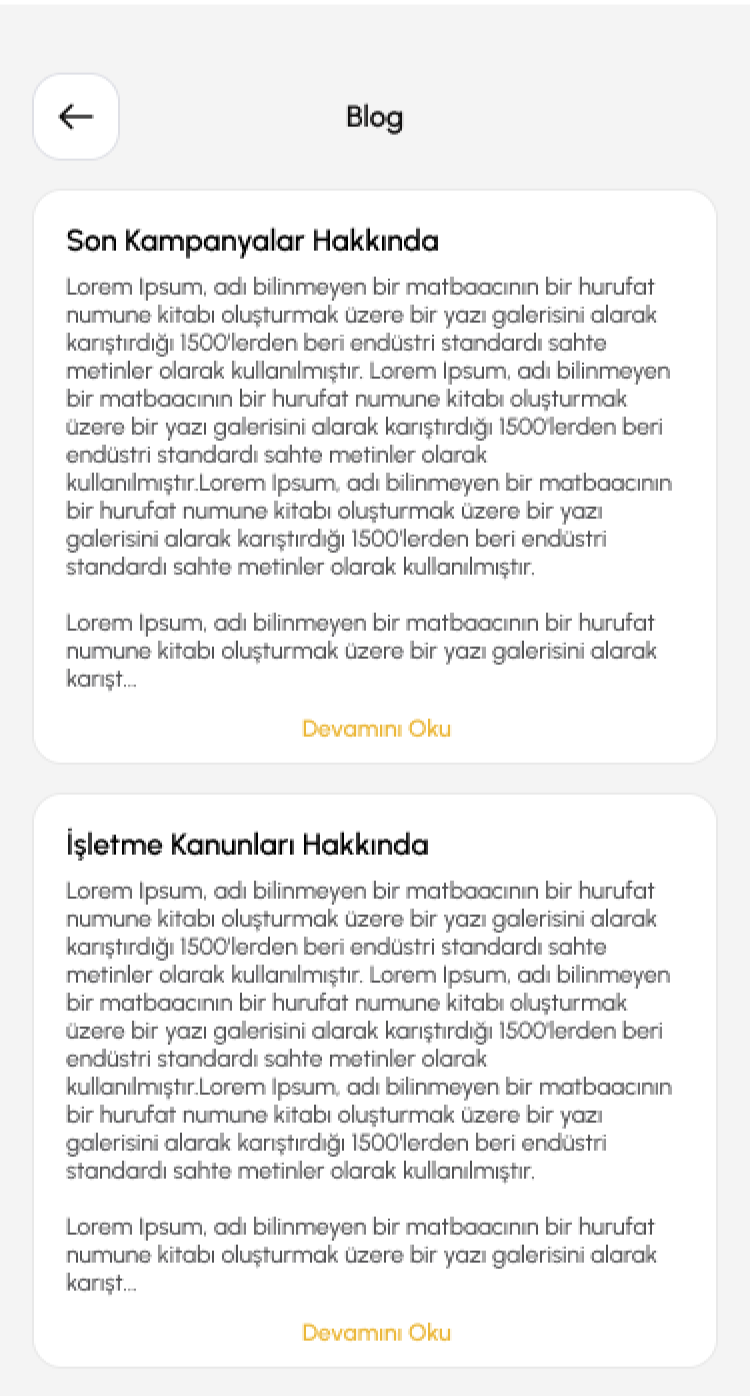 Blog
Son Kampanyalar Hakkında
Lorem Ipsum, adı bilinmeyen bir matbaacının bir hurufat
numune kitabı oluşturmak üzere bir yazı galerisini alarak
karıştırdığı 1500'lerden beri endüstri standardı sahte
metinler olarak kullanılmıştır. Lorem Ipsum, adı bilinmeyen
bir matbaacının bir hurufat numune kitabı oluşturmak
üzere bir yazı galerisini alarak karıştırdığı 1500'lerden beri
endüstri standardı sahte metinler olarak
kullanılmıştır.Lorem Ipsum, adı bilinmeyen bir matbaacının
bir hurufat numune kitabı oluşturmak üzere bir yazı
galerisini alarak karıştırdığı 1500'lerden beri endüstri
standardı sahte metinler olarak kullanılmıştır.
Lorem Ipsum, adı bilinmeyen bir matbaacının bir hurufat
numune kitabı oluşturmak üzere bir yazı galerisini alarak
karışt...
Devamını Oku
İşletme Kanunları Hakkında
Lorem Ipsum, adı bilinmeyen bir matbaacının bir hurufat
numune kitabı oluşturmak üzere bir yazı galerisini alarak
karıştırdığı 1500'lerden beri endüstri standardı sahte
metinler olarak kullanılmıştır. Lorem Ipsum, adı bilinmeyen
bir matbaacının bir hurufat numune kitabı oluşturmak
üzere bir yazı galerisini alarak karıştırdığı 1500'lerden beri
endüstri standardı sahte metinler olarak
kullanılmıştır.Lorem Ipsum, adı bilinmeyen bir matbaacının
bir hurufat numune kitabı oluşturmak üzere bir yazı
galerisini alarak karıştırdığı 1500'lerden beri endüstri
standardı sahte metinler olarak kullanılmıştır.
Lorem Ipsum, adı bilinmeyen bir matbaacının bir hurufat
numune kitabı oluşturmak üzere bir yazı galerisini alarak
karışt...
Devamını Oku